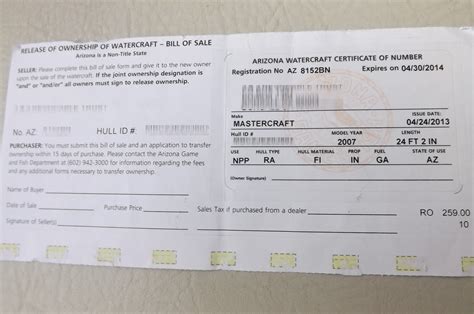 RELEASE OF OWNERSHIP OF WATERCRAFT – BILL OF SALE
Arizona is a Non-Title State
SELLER: Please complete this bill of sale form and give it to the new owner
upon the sale of the watercraft. If the joint ownership designation is
"and" or "and/or" all owners must sign to release ownership.
No. AZ:
HULL ID#:
PURCHASER: You must submit this bill of sale and an application to transfer
ownership within 15 days of purchase. Please contact the Arizona Game
and Fish Department at (602) 942-3000 for information regarding the fees
and any additional forms necessary to transfer ownership.
Name of Buyer:
Date of Sale
Purchase Price:
Sales Tax if purchased from a dealer
Signature of Seller(s):
ARIZONA WATERCRAFT CERTIFICATE OF NUMBER
Registration No AZ 8152BN
Expires on 04/30/2014
Make
ISSUE DATE:
MASTERCRAFT
04/24/2013
Hull ID #
MODEL YEAR
LENGTH
2007
24 FT 2 IN
USE
HULL TYPE
HULL MATERIAL
PROP
FUEL
STATE OF USE
NPP
RA
FI
IN
GA
AZ
RO 259.00
10